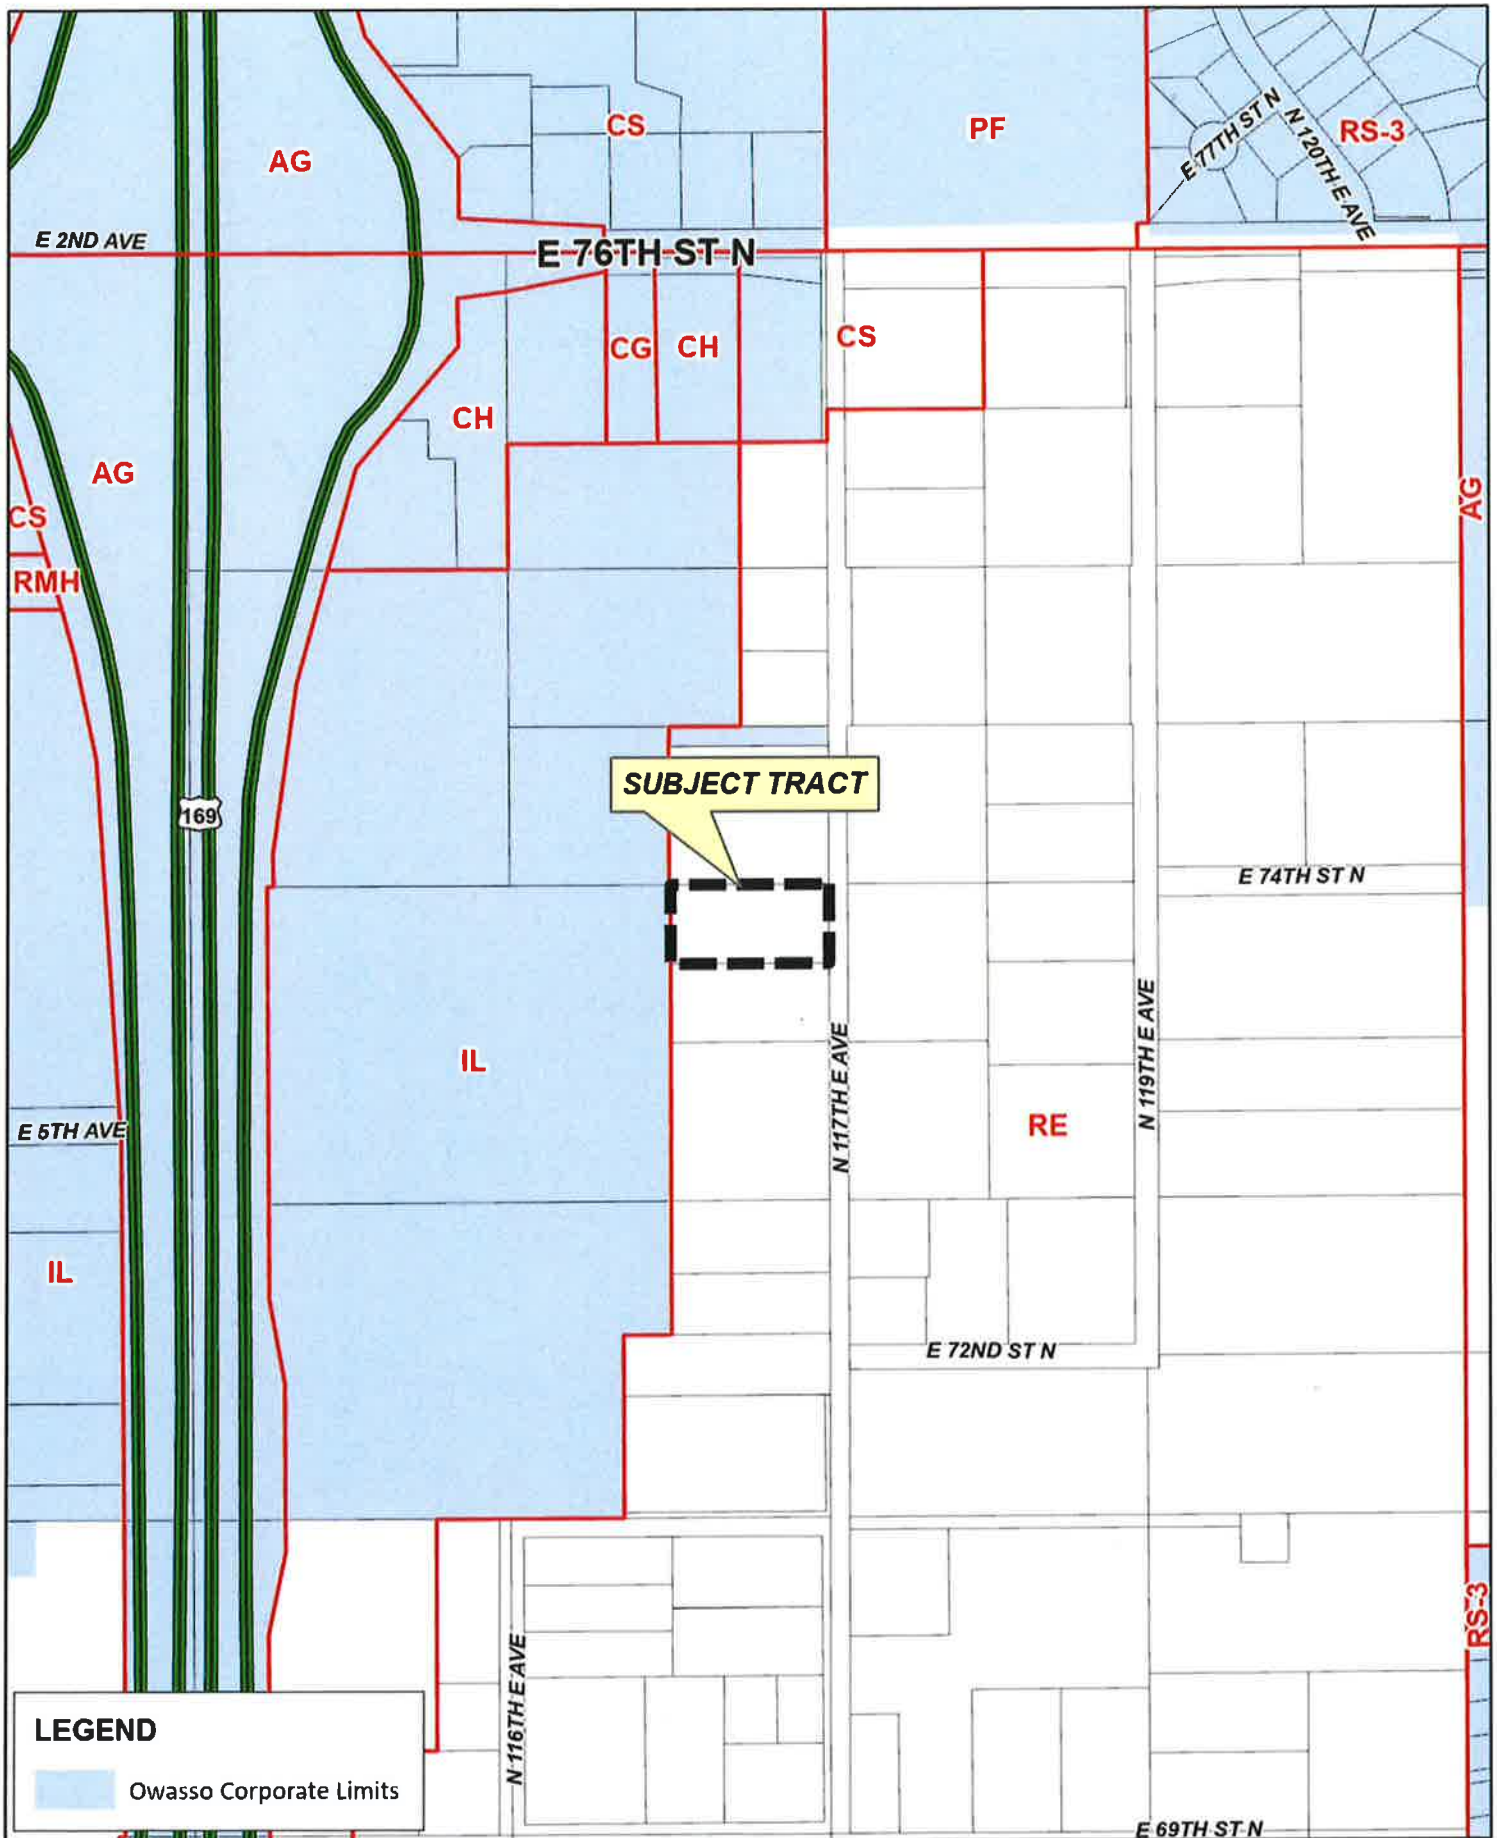 CS
PF
RS-3
AG
E 77TH ST N
N 120TH E AVE
E 2ND AVE
E 76TH ST N
CG
CH
CS
CH
AG
CS
RMH
AG
SUBJECT TRACT
169
E 74TH ST N
IL
N 117TH E AVE
N 119TH E AVE
RE
E 5TH AVE
IL
E 72ND ST N
RS-3
N 116TH E AVE
LEGEND
Owasso Corporate Limits
E 69TH ST N